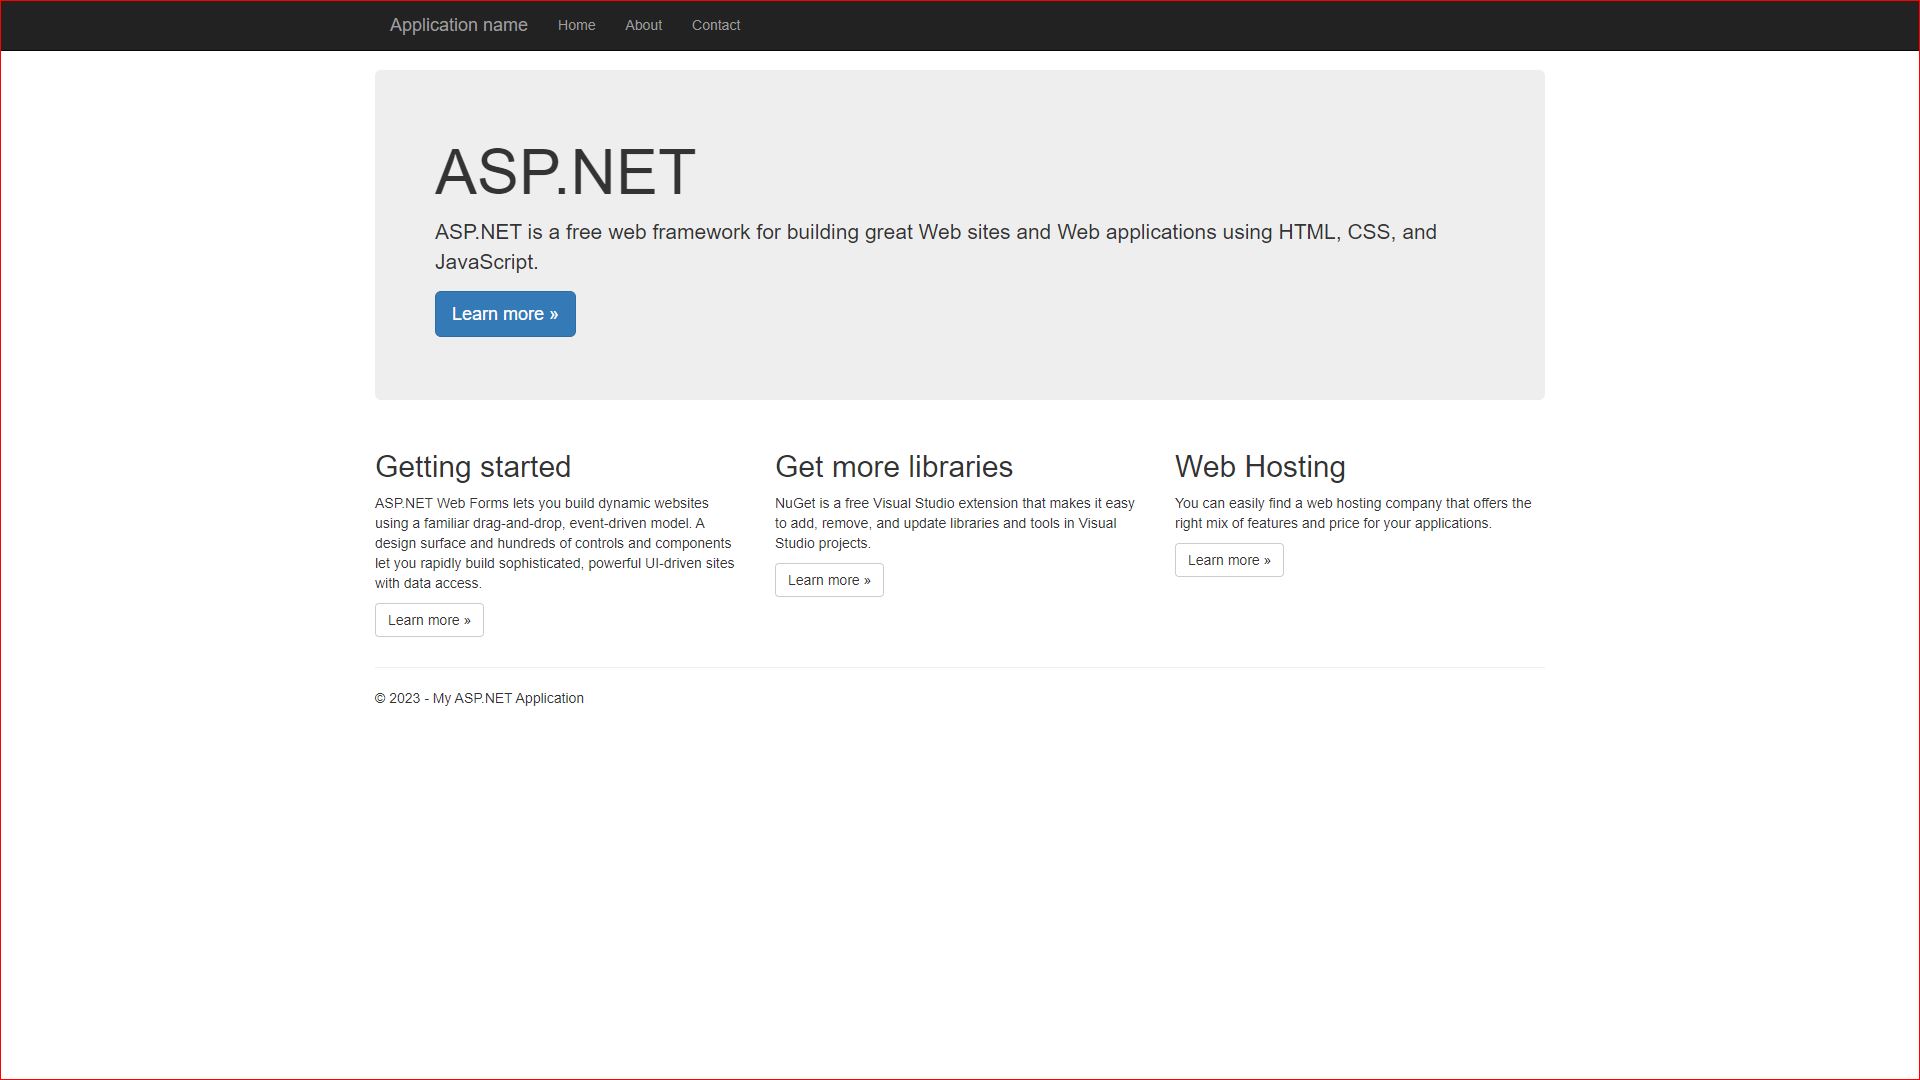 Application name Home About Contact
ASP.NET
ASP.NET is a free web framework for building great Web sites and Web applications using HTML, CSS, and
JavaScript.
Learn more »
Getting started
ASP.NET Web Forms lets you build dynamic websites
using a familiar drag-and-drop, event-driven model. A
design surface and hundreds of controls and components
let you rapidly build sophisticated, powerful UI-driven sites
with data access.
Learn more »
Get more libraries
NuGet is a free Visual Studio extension that makes it easy
to add, remove, and update libraries and tools in Visual
Studio projects.
Learn more »
Web Hosting
You can easily find a web hosting company that offers the
right mix of features and price for your applications.
Learn more »
© 2023 - My ASP.NET Application